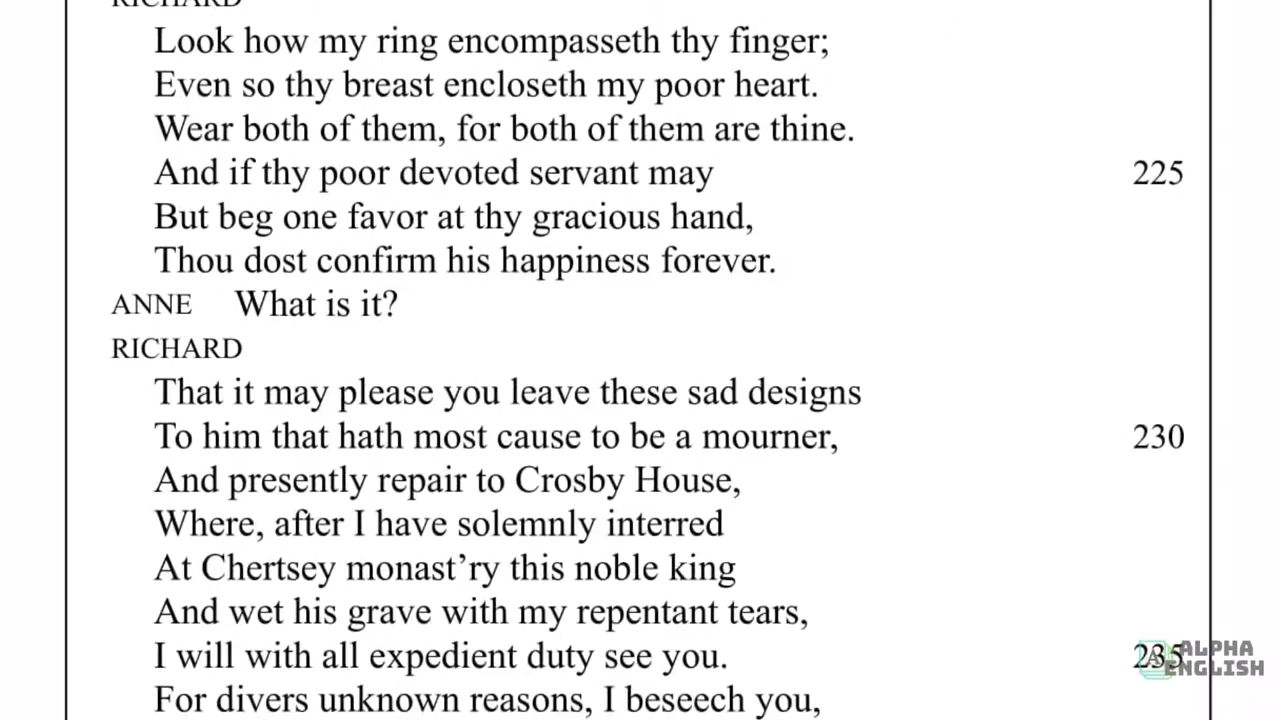 RICHARD
Look how my ring encompasseth thy finger;
Even so thy breast encloseth my poor heart.
Wear both of them, for both of them are thine.
And if thy poor devoted servant may 225
But beg one favor at thy gracious hand,
Thou dost confirm his happiness forever.
ANNE What is it?
RICHARD
That it may please you leave these sad designs
To him that hath most cause to be a mourner, 230
And presently repair to Crosby House,
Where, after I have solemnly interred
At Chertsey monast’ry this noble king
And wet his grave with my repentant tears,
I will with all expedient duty see you. 235
For divers unknown reasons, I beseech you,
ALPHA
ENGLISH